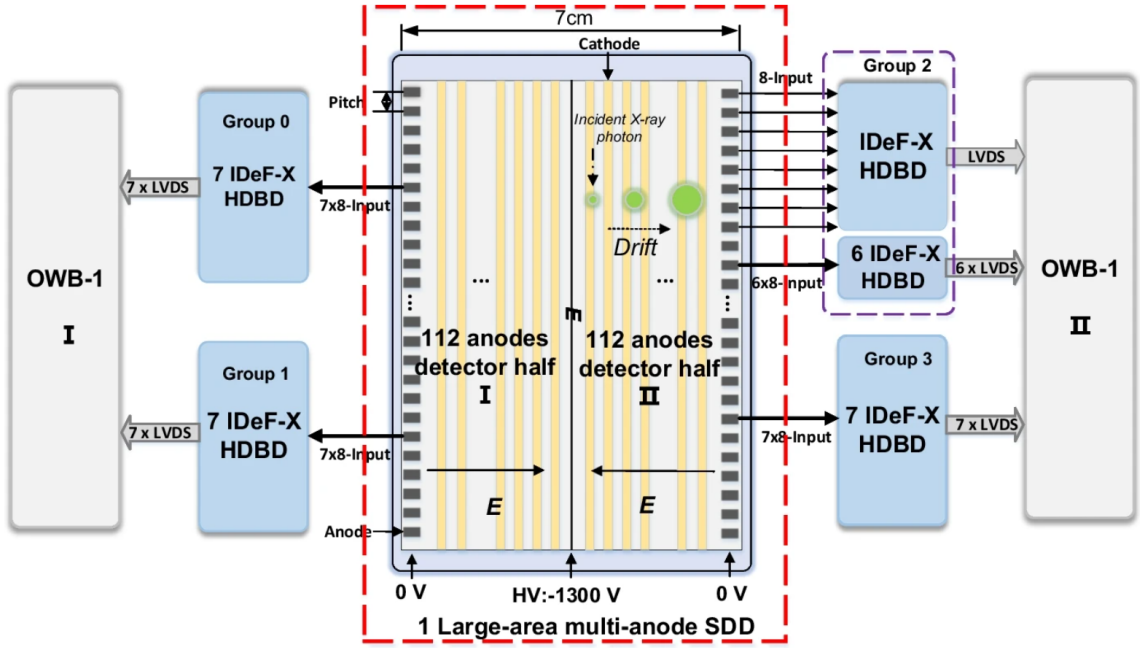 7cm
Cathode
Pitch
Incident X-ray
photon
Drift
...
...
...
...
E
112 anodes
detector half
I
112 anodes
detector half
II
E
E
Anode
0 V
HV:-1300 V
0 V
1 Large-area multi-anode SDD
OWB-1
I
7 x LVDS
Group 0
7 IDeF-X
HDBD
7x8-Input
7 x LVDS
Group 1
7 IDeF-X
HDBD
7x8-Input
8-Input
Group 2
IDeF-X
HDBD
LVDS
6x8-Input
6 IDeF-X
HDBD
6 x LVDS
7x8-Input
Group 3
7 IDeF-X
HDBD
7 x LVDS
OWB-1
II